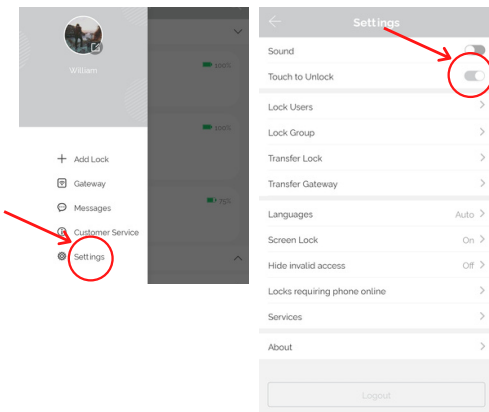 William
100%
100%
75%
Add Lock
Gateway
Messages
Customer Service
Settings
Settings
Sound
Touch to Unlock
Lock Users
Lock Group
Transfer Lock
Transfer Gateway
Languages Auto
Screen Lock On
Hide invalid access Off
Locks requiring phone online
Services
About
Logout